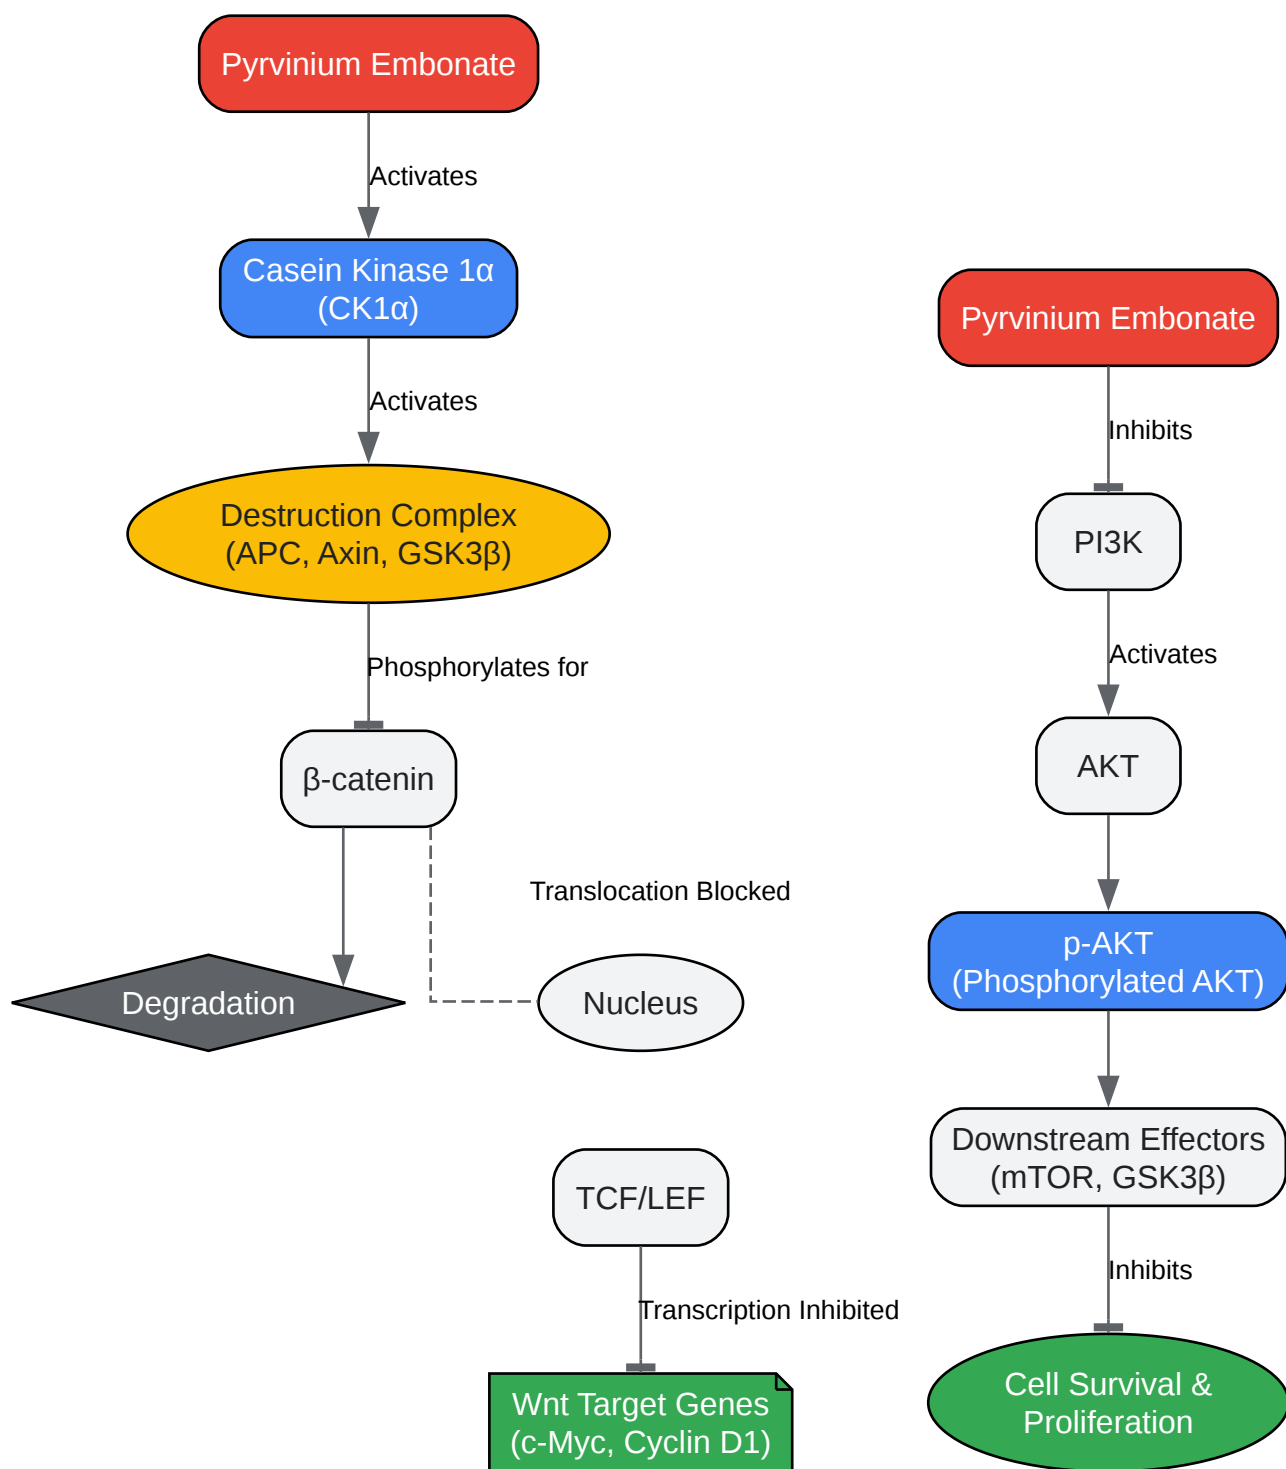 Pyrvinium Embonate
Activates
Casein Kinase 1α
(CK1α)
Activates
Destruction Complex
(APC, Axin, GSK3β)
Phosphorylates for
β-catenin
Translocation Blocked
Degradation
Nucleus
TCF/LEF
Transcription Inhibited
Wnt Target Genes
(c-Myc, Cyclin D1)
Pyrvinium Embonate
Inhibits
PI3K
Activates
AKT
p-AKT
(Phosphorylated AKT)
Downstream Effectors
(mTOR, GSK3β)
Inhibits
Cell Survival &
Proliferation